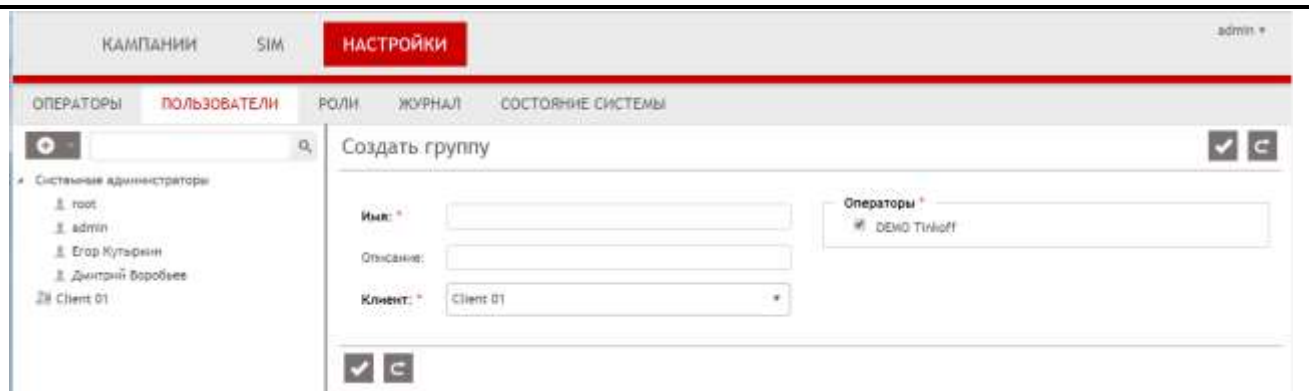 КАМПАНИИ SIM НАСТРОЙКИ admin
ОПЕРАТОРЫ ПОЛЬЗОВАТЕЛИ РОЛИ ЖУРНАЛ СОСТОЯНИЕ СИСТЕМЫ
Создать группу
Системные администраторы
root
admin
Егор Кутыркин
Дмитрий Воробьев
Client 01
Имя: *
Описание:
Клиент: * Client 01
Операторы *
DEMO Tinkoff